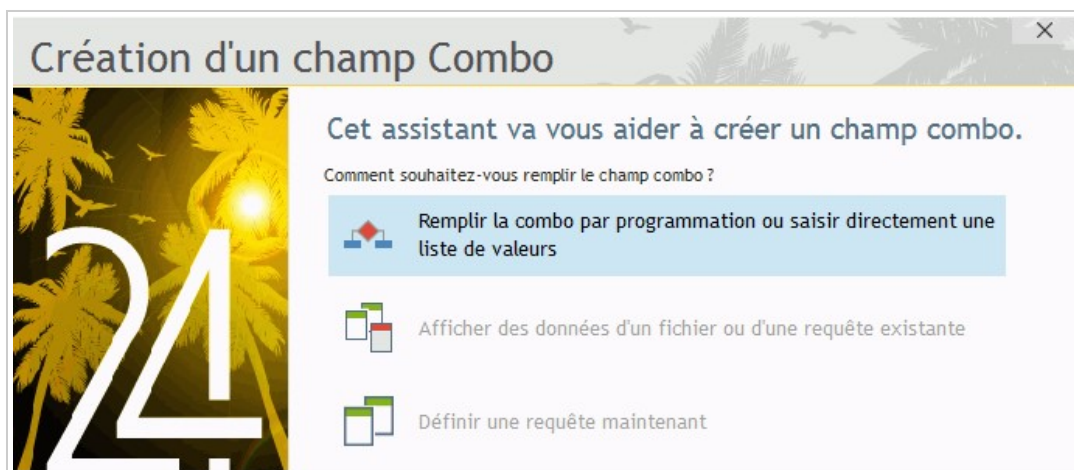 Création d'un champ Combo
Cet assistant va vous aider à créer un champ combo.
Comment souhaitez-vous remplir le champ combo ?
Remplir la combo par programmation ou saisir directement une
liste de valeurs
Afficher des données d'un fichier ou d'une requête existante
Définir une requête maintenant
24